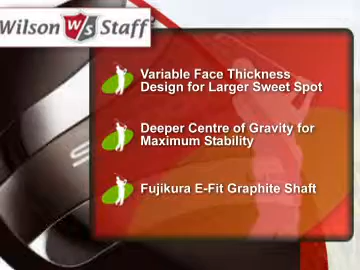 Wilson W/S Staff
Variable Face Thickness
Design for Larger Sweet Spot
Deeper Centre of Gravity for
Maximum Stability
Fujikura E-Fit Graphite Shaft